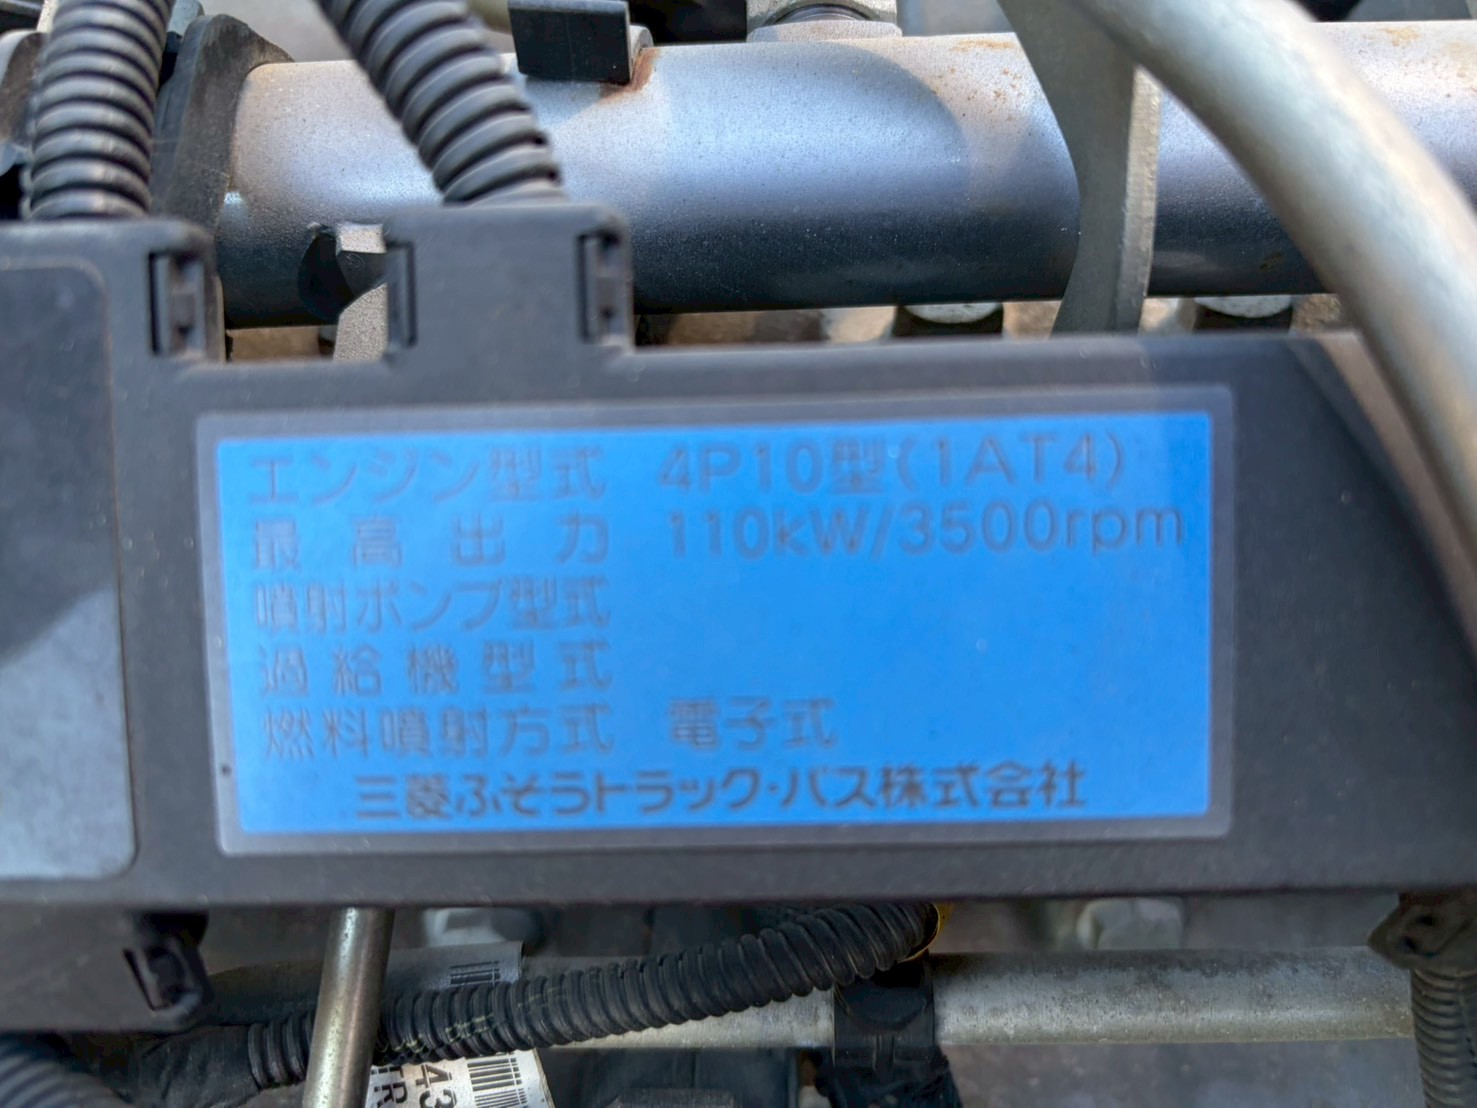 エンジン型式 4P10型(1AT4)
最高出力 110kW/3500rpm
噴射ポンプ型式
過給機型式
燃料噴射方式 電子式
三菱ふそうトラック・バス株式会社
43
TR